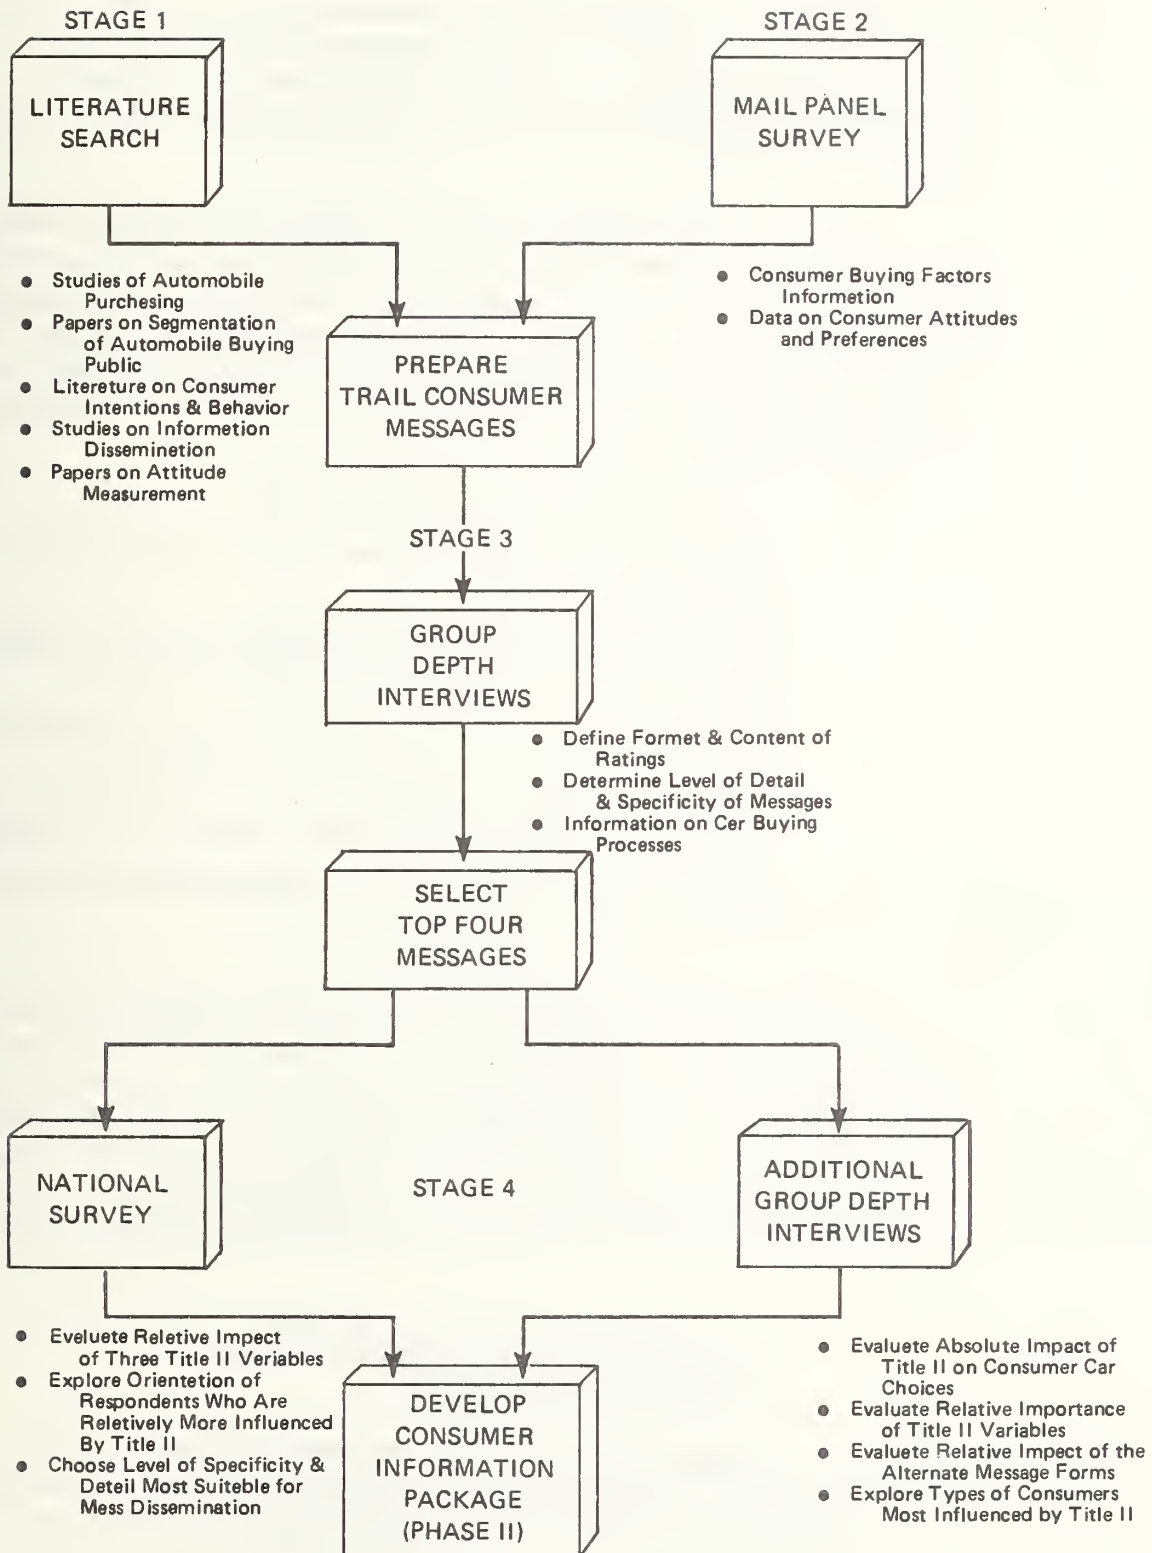 STAGE 1
LITERATURE
SEARCH
STAGE 2
MAIL PANEL
SURVEY
Studies of Automobile
Purchesing
Papers on Segmentation
of Automobile Buying
Public
Litereture on Consumer
Intentions & Behavior
Studies on Informetion
Disseminetion
Papers on Attitude
Measurement
Consumer Buying Factors
Informetion
Data on Consumer Attitudes
and Preferences
PREPARE
TRAIL CONSUMER
MESSAGES
STAGE 3
GROUP
DEPTH
INTERVIEWS
Define Formet & Content of
Ratings
Determine Level of Detail
& Specificity of Messages
Information on Cer Buying
Processes
SELECT
TOP FOUR
MESSAGES
NATIONAL
SURVEY
STAGE 4
ADDITIONAL
GROUP DEPTH
INTERVIEWS
Eveluete Reletive Impect
of Three Title II Veriables
Explore Orientetion of
Respondents Who Are
Reletively More Influenced
By Title II
Choose Level of Specificity &
Deteil Most Suitable for
Mess Dissemination
DEVELOP
CONSUMER
INFORMATION
PACKAGE
(PHASE II)
Evaluete Absolute Impact of
Title II on Consumer Car
Choices
Evaluate Relative Importance
of Title II Variables
Evaluete Relative Impact of the
Alternate Message Forms
Explore Types of Consumers
Most Influenced by Title II